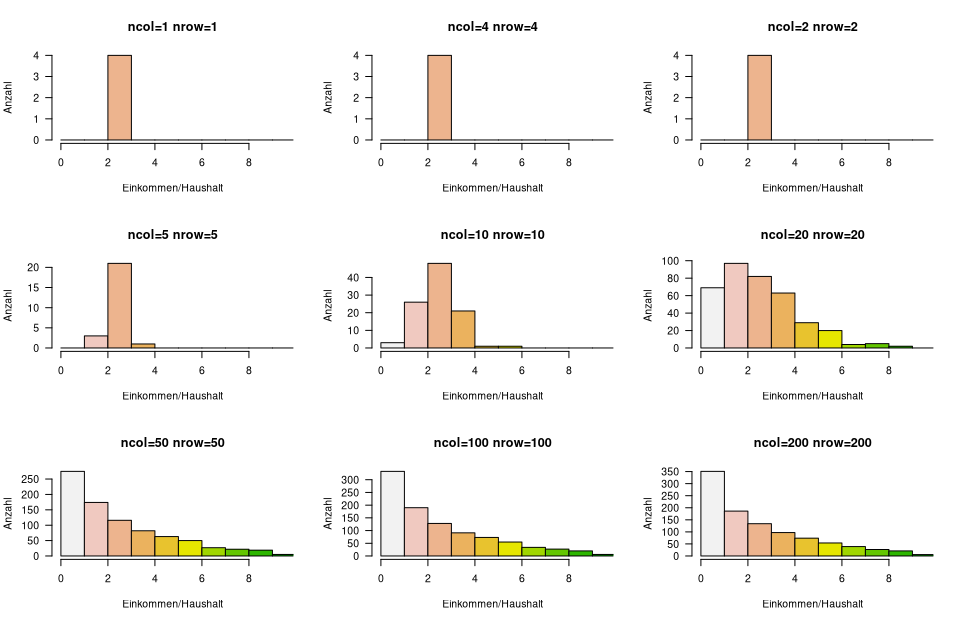 ncol=1 nrow=1
Anzahl
4
3
2
1
0
0 2 4 6 8
Einkommen/Haushalt
ncol=4 nrow=4
Anzahl
4
3
2
1
0
0 2 4 6 8
Einkommen/Haushalt
ncol=2 nrow=2
Anzahl
4
3
2
1
0
0 2 4 6 8
Einkommen/Haushalt
ncol=5 nrow=5
Anzahl
20
15
10
5
0
0 2 4 6 8
Einkommen/Haushalt
ncol=10 nrow=10
Anzahl
40
30
20
10
0
0 2 4 6 8
Einkommen/Haushalt
ncol=20 nrow=20
Anzahl
100
80
60
40
20
0
0 2 4 6 8
Einkommen/Haushalt
ncol=50 nrow=50
Anzahl
250
200
150
100
50
0
0 2 4 6 8
Einkommen/Haushalt
ncol=100 nrow=100
Anzahl
300
250
200
150
100
50
0
0 2 4 6 8
Einkommen/Haushalt
ncol=200 nrow=200
Anzahl
350
300
250
200
150
100
50
0
0 2 4 6 8
Einkommen/Haushalt